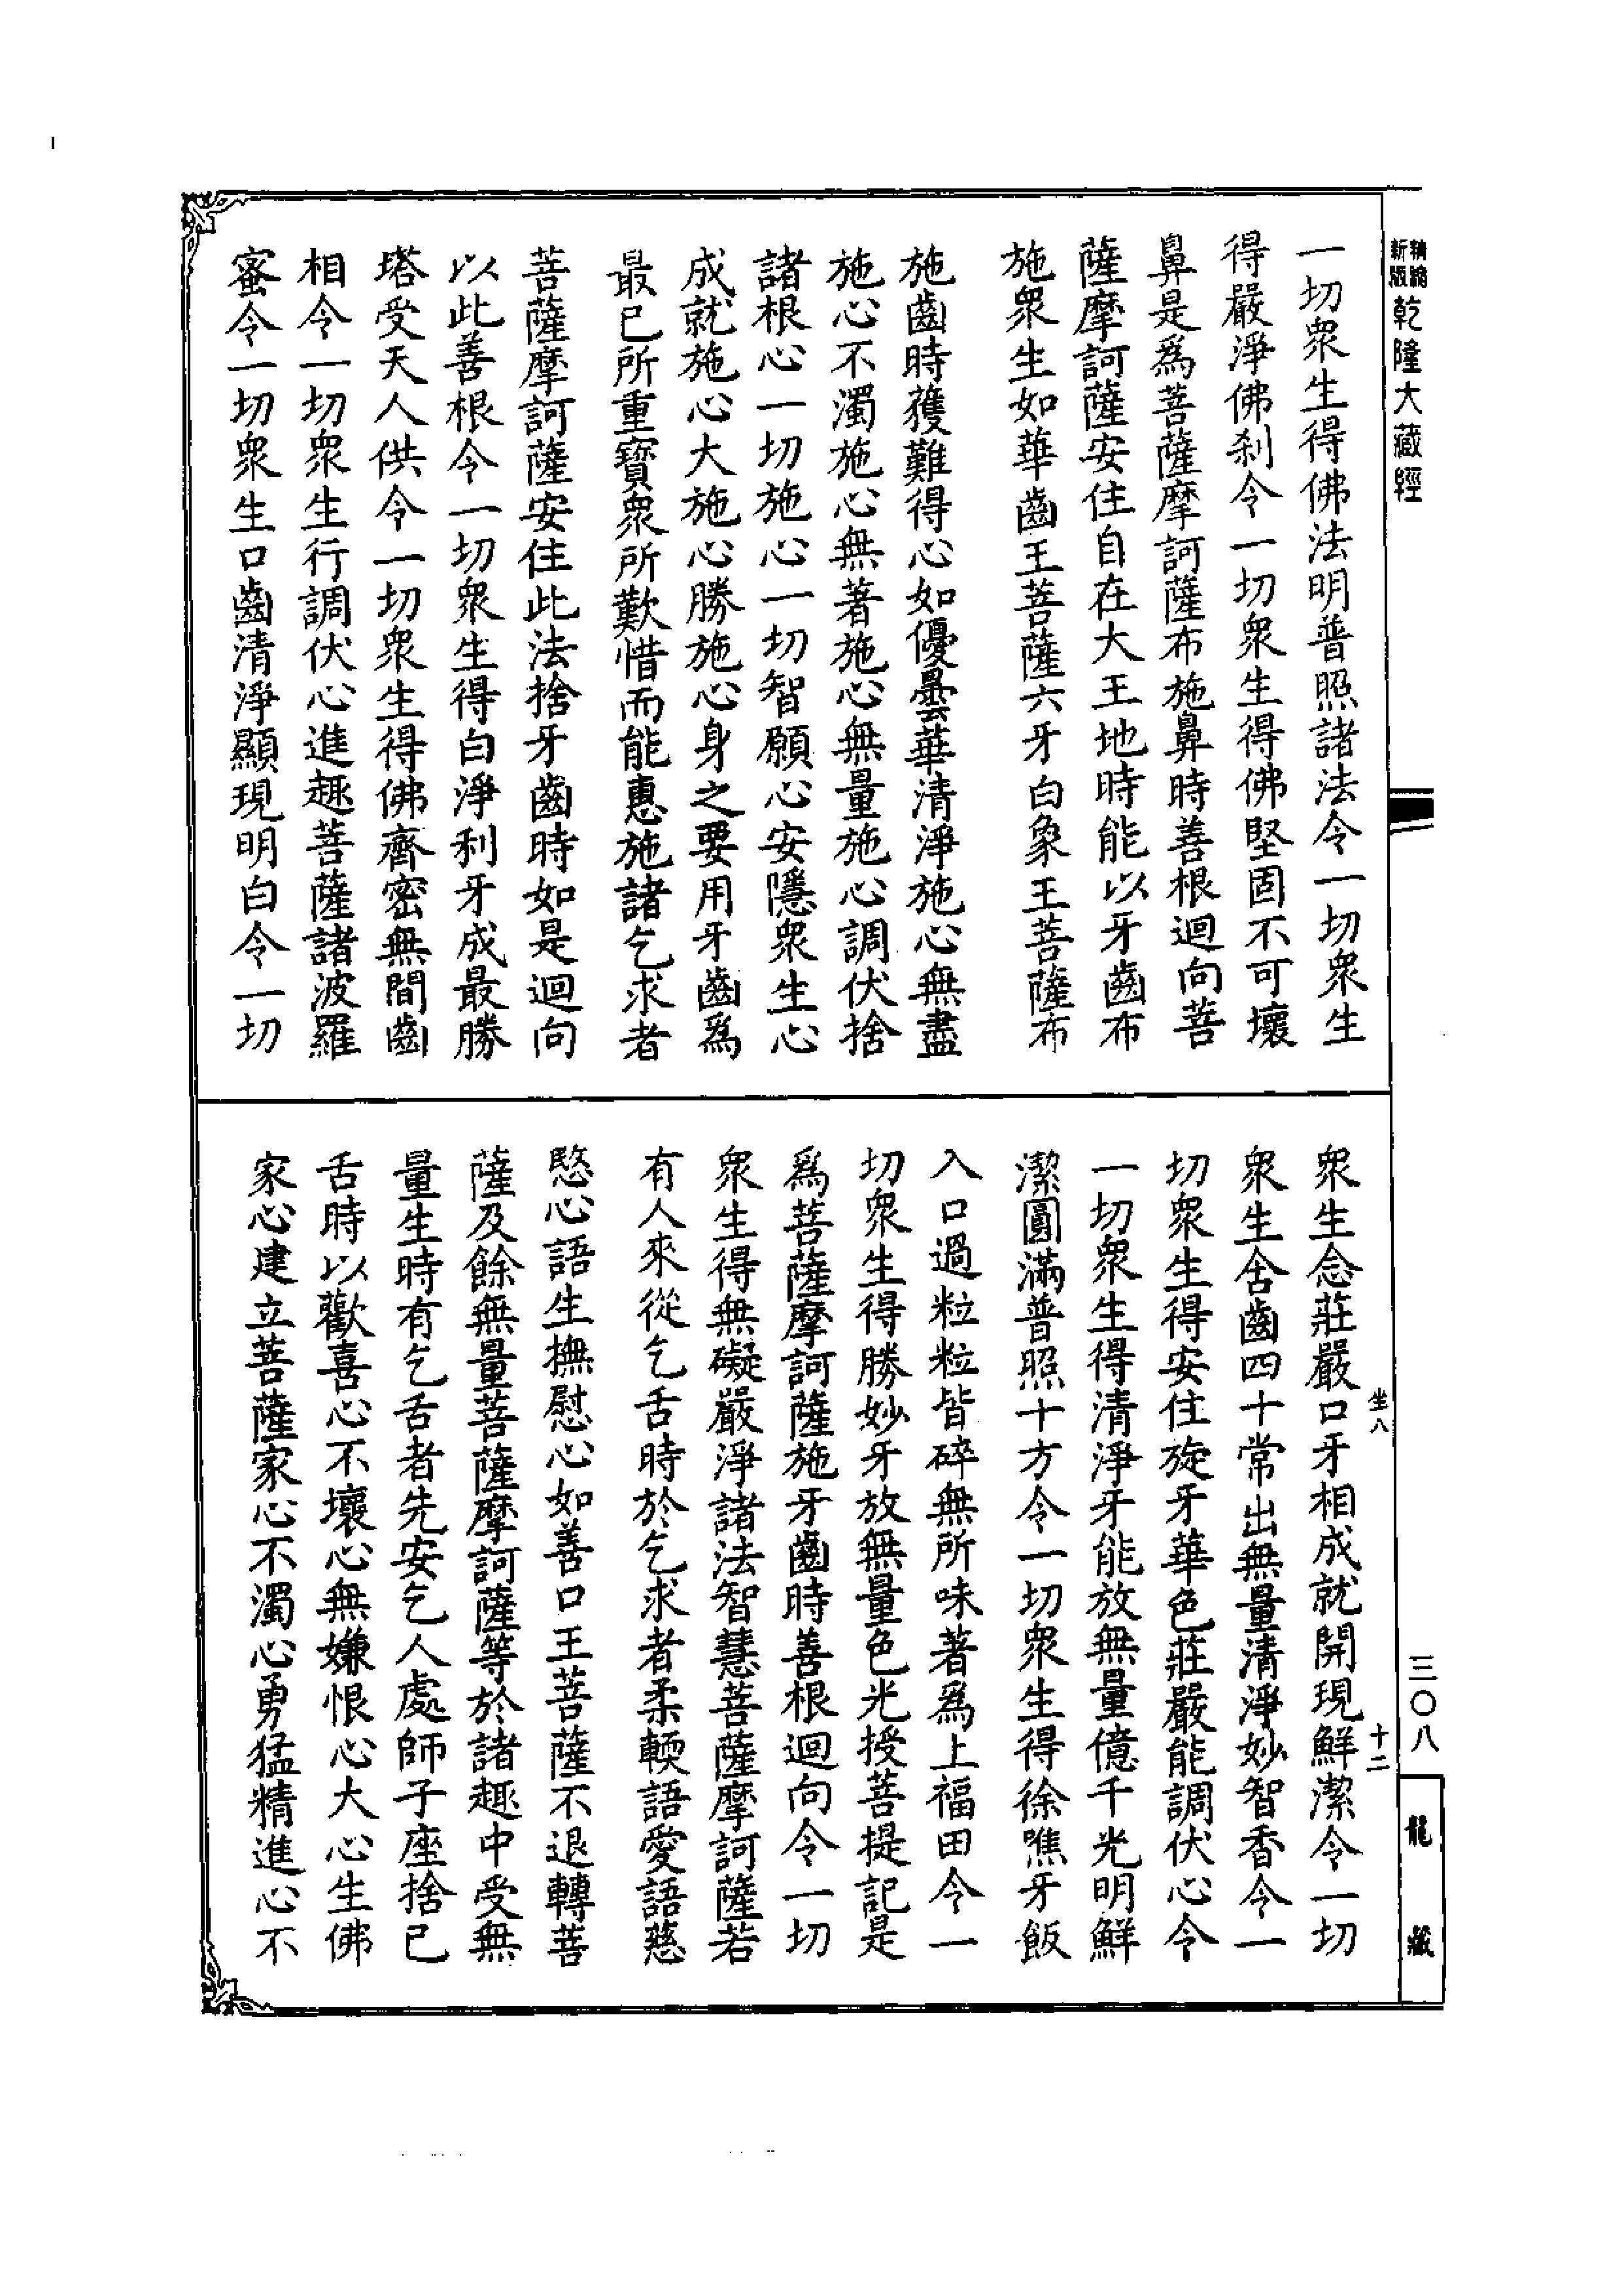 精縮新版乾隆大藏經
一切衆生得佛法明普照諸法令一切衆生
得嚴淨佛刹令一切衆生得佛堅固不可壞
鼻是爲菩薩摩訶薩布施鼻時善根迴向菩
薩摩訶薩安住自在大王地時能以牙齒布
施衆生如華齒王菩薩六牙白象王菩薩布
施齒時獲難得心如優曇華清淨施心無盡
施心不濁施心無著施心無量施心調伏捨
諸根心一切施心一切智願心安隱衆生心
成就施心大施心勝施心身之要用牙齒爲
最已所重寶衆所歎惜而能惠施諸乞求者
菩薩摩訶薩安住此法捨牙齒時如是迴向
以此善根令一切衆生得白淨利牙成最勝
塔受天人供令一切衆生得佛齊密無間齒
相令一切衆生行調伏心進趣菩薩諸波羅
蜜令一切衆生口齒清淨顯現明白令一切
坐八
十二
衆生念莊嚴口牙相成就開現鮮潔令一切
衆生含齒四十常出無量清淨妙智香令一
切衆生得安住旋牙華色莊嚴能調伏心令
一切衆生得清淨牙能放無量億千光明鮮
潔圓滿普照十方令一切衆生得徐噍牙飯
入口過粒粒皆碎無所味著爲上福田令一
切衆生得勝妙牙放無量色光授菩提記是
爲菩薩摩訶薩施牙齒時善根迴向令一切
衆生得無礙嚴淨諸法智慧菩薩摩訶薩若
有人來從乞舌時於乞求者柔輭語愛語慈
愍心語生撫慰心如善口王菩薩不退轉菩
薩及餘無量菩薩摩訶薩等於諸趣中受無
量生時有乞舌者先安乞人處師子座捨已
舌時以歡喜心不壞心無嫌恨心大心生佛
家心建立菩薩家心不濁心勇猛精進心不
三〇八
龍藏